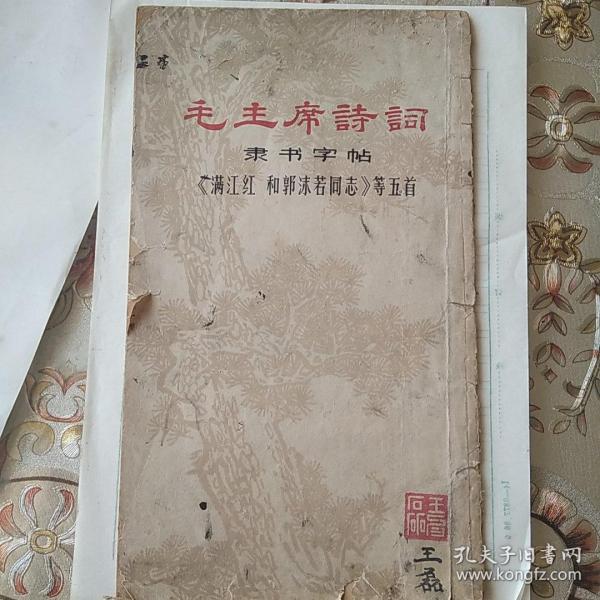 毛主席詩詞
隶书字帖
《满江红 和郭沫若同志》等五首
王磊
孔夫子旧书网
www.kongfz.com